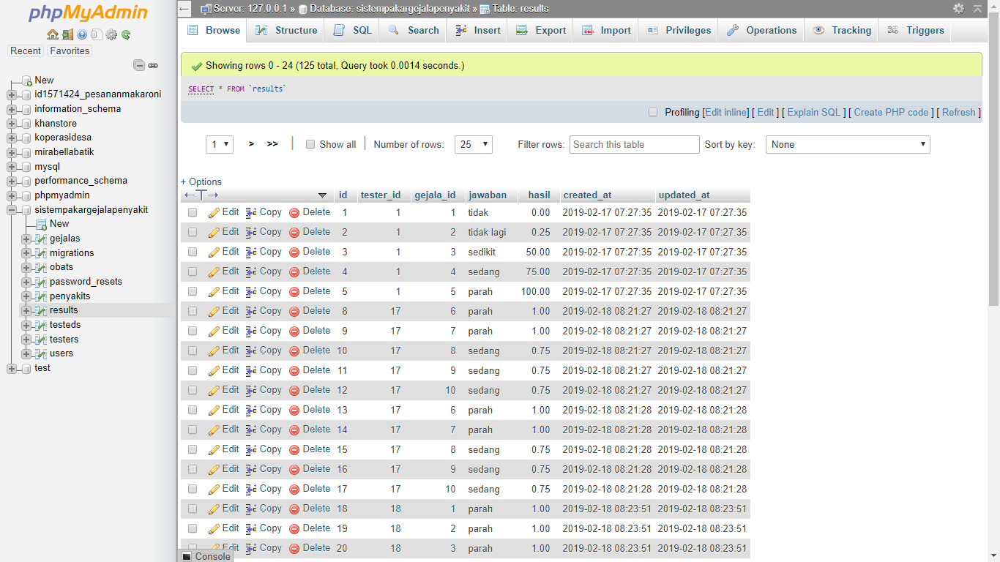 phpMyAdmin
Recent Favorites
New
id1571424_pesananmakaroni
information_schema
khanstore
koperasidesa
mirabellabatik
mysql
performance_schema
phpmyadmin
sistempakargejalapenyakit
New
gejalas
migrations
obats
password_resets
penyakits
results
testeds
testers
users
test
Server: 127.0.0.1 » Database: sistempakargejalapenyakit » Table: results
Browse Structure SQL Search Insert Export Import Privileges Operations Tracking Triggers
Showing rows 0 - 24 (125 total, Query took 0.0014 seconds.)
SELECT * FROM `results`
Profiling [Edit inline] [ Edit ] [ Explain SQL ] [ Create PHP code ] [ Refresh ]
1 > >> Show all Number of rows: 25 Filter rows: Search this table Sort by key: None
+ Options
id tester_id gejala_id jawaban hasil created_at updated_at
Edit Copy Delete 1 1 1 tidak 0.00 2019-02-17 07:27:35 2019-02-17 07:27:35
Edit Copy Delete 2 1 2 tidak lagi 0.25 2019-02-17 07:27:35 2019-02-17 07:27:35
Edit Copy Delete 3 1 3 sedikit 50.00 2019-02-17 07:27:35 2019-02-17 07:27:35
Edit Copy Delete 4 1 4 sedang 75.00 2019-02-17 07:27:35 2019-02-17 07:27:35
Edit Copy Delete 5 1 5 parah 100.00 2019-02-17 07:27:35 2019-02-17 07:27:35
Edit Copy Delete 8 17 6 parah 1.00 2019-02-18 08:21:27 2019-02-18 08:21:27
Edit Copy Delete 9 17 7 parah 1.00 2019-02-18 08:21:27 2019-02-18 08:21:27
Edit Copy Delete 10 17 8 sedang 0.75 2019-02-18 08:21:27 2019-02-18 08:21:27
Edit Copy Delete 11 17 9 sedang 0.75 2019-02-18 08:21:27 2019-02-18 08:21:27
Edit Copy Delete 12 17 10 sedang 0.75 2019-02-18 08:21:27 2019-02-18 08:21:27
Edit Copy Delete 13 17 6 parah 1.00 2019-02-18 08:21:28 2019-02-18 08:21:28
Edit Copy Delete 14 17 7 parah 1.00 2019-02-18 08:21:28 2019-02-18 08:21:28
Edit Copy Delete 15 17 8 sedang 0.75 2019-02-18 08:21:28 2019-02-18 08:21:28
Edit Copy Delete 16 17 9 sedang 0.75 2019-02-18 08:21:28 2019-02-18 08:21:28
Edit Copy Delete 17 17 10 sedang 0.75 2019-02-18 08:21:28 2019-02-18 08:21:28
Edit Copy Delete 18 18 1 parah 1.00 2019-02-18 08:23:51 2019-02-18 08:23:51
Edit Copy Delete 19 18 2 parah 1.00 2019-02-18 08:23:51 2019-02-18 08:23:51
Edit Copy Delete 20 18 3 parah 1.00 2019-02-18 08:23:51 2019-02-18 08:23:51
Console